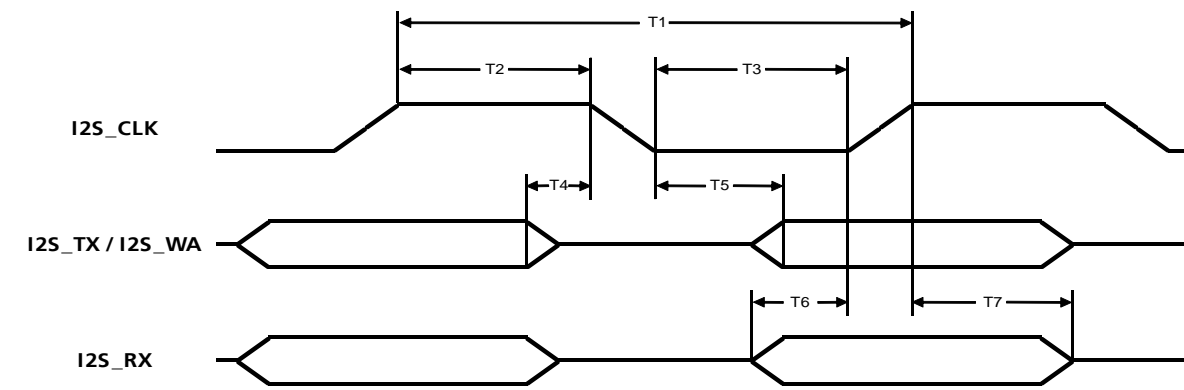 T1
T2
T3
I2S_CLK
T4
T5
I2S_TX / I2S_WA
T6
T7
I2S_RX